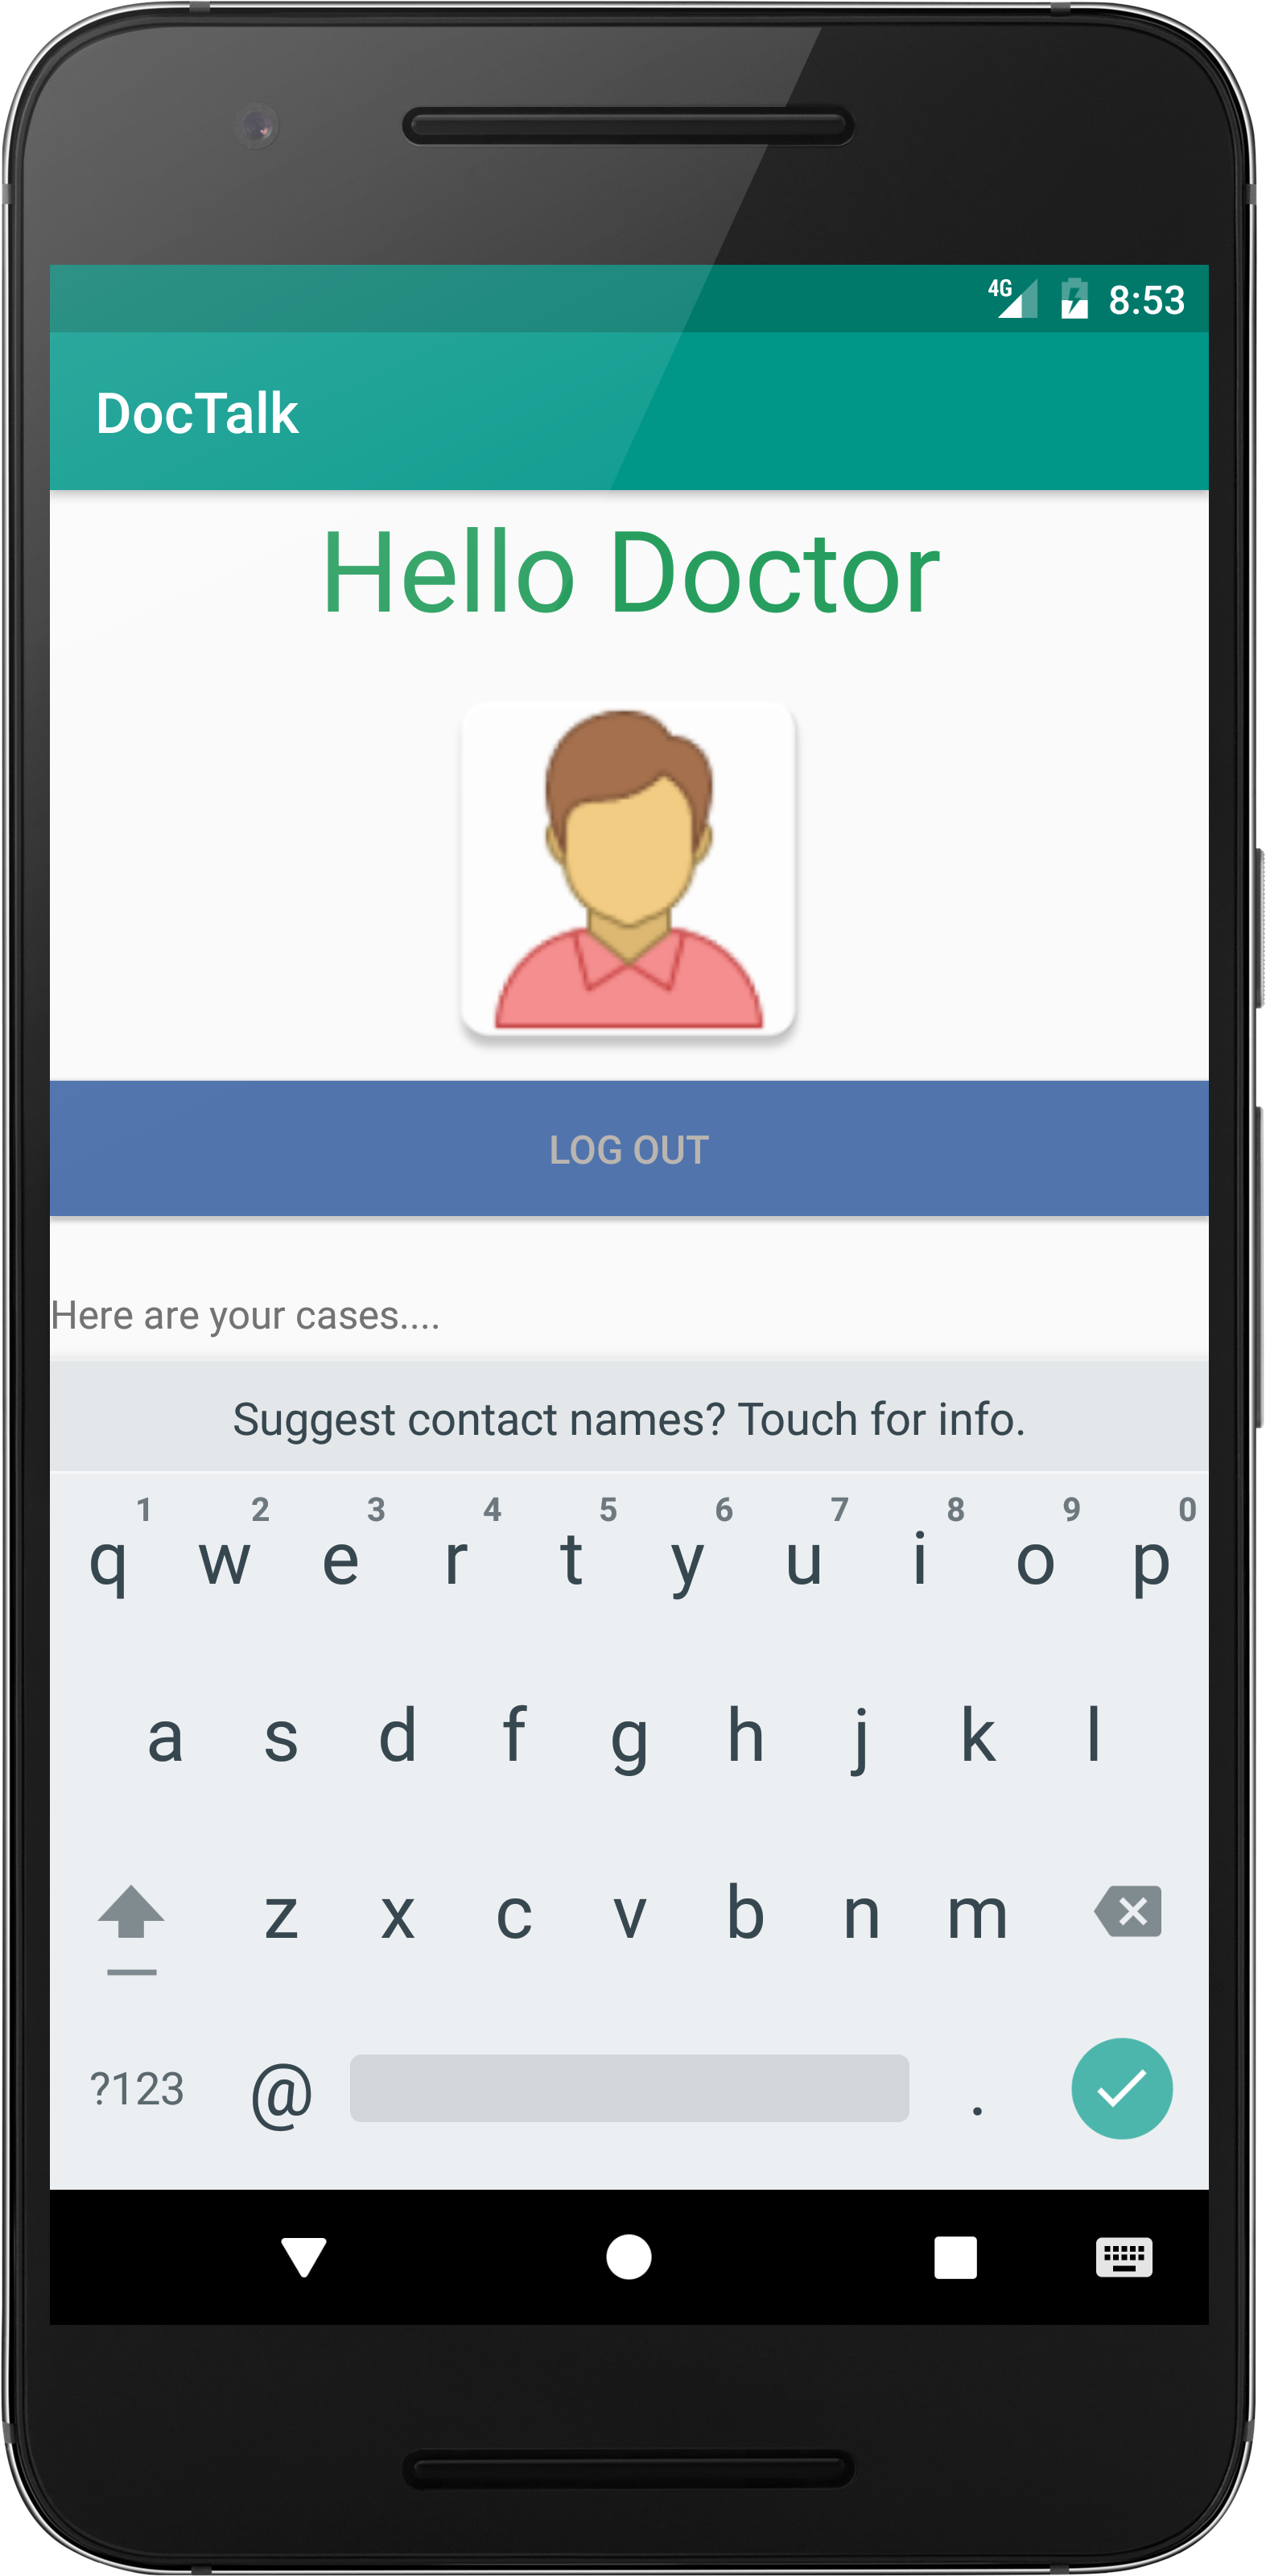 4G 8:53
DocTalk
Hello Doctor
LOG OUT
Here are your cases....
Suggest contact names? Touch for info.
1 2 3 4 5 6 7 8 9 0
q w e r t y u i o p
a s d f g h j k l
z x c v b n m
?123 @ .